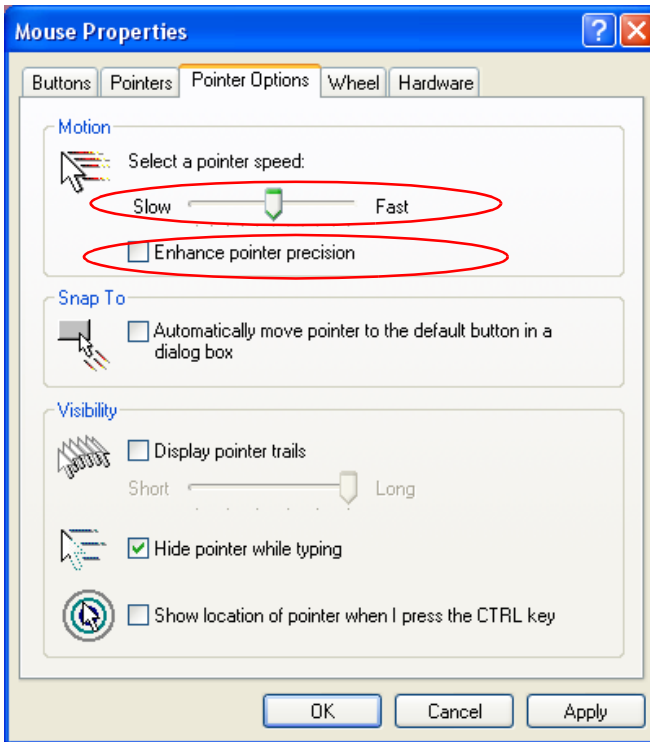 Mouse Properties
Buttons Pointers Pointer Options Wheel Hardware
Motion
Select a pointer speed:
Slow Fast
Enhance pointer precision
Snap To
Automatically move pointer to the default button in a
dialog box
Visibility
Display pointer trails
Short Long
Hide pointer while typing
Show location of pointer when I press the CTRL key
OK Cancel Apply